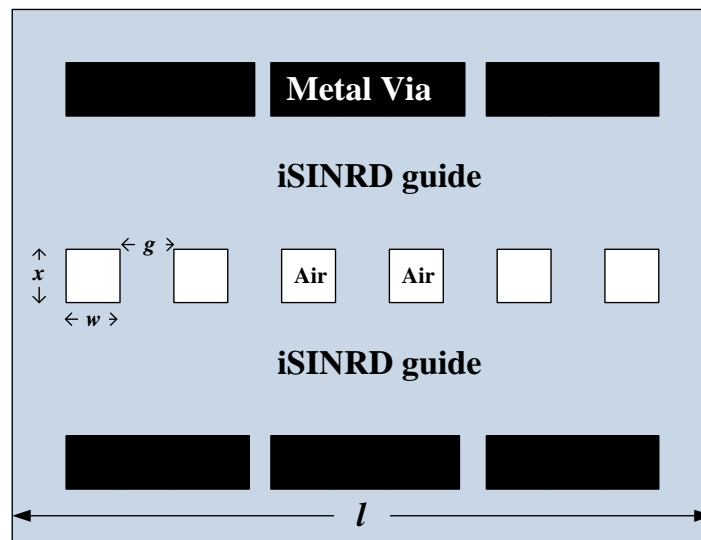 Metal Via
iSINRD guide
g
x
Air
Air
w
iSINRD guide
l